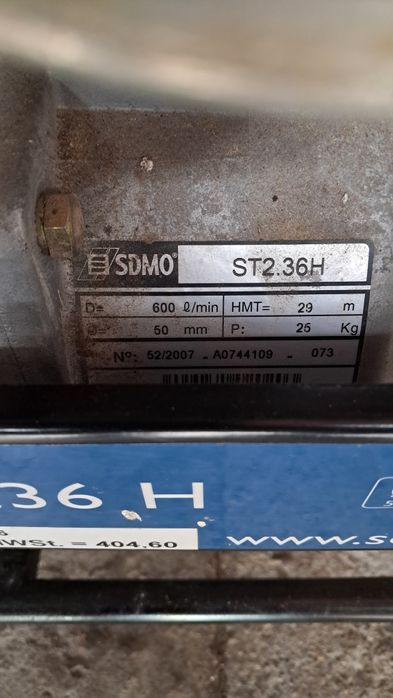 SDMO® ST2.36H
D= 600 ℓ/min HMT= 29 m
Ø= 50 mm P: 25 Kg
Nº: 52/2007 - A0744109 - 073
36 H
MWSt. = 404,60
www.s